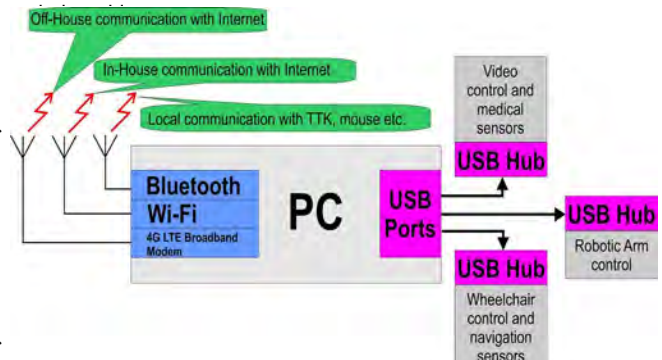 Off-House communication with Internet
In-House communication with Internet
Local communication with TTK, mouse etc.
Bluetooth
Wi-Fi
4G LTE Broadband
Modem
PC
USB
Ports
Video
control and
medical
sensors
USB Hub
USB Hub
Robotic Arm
control
USB Hub
Wheelchair
control and
navigation
sensors